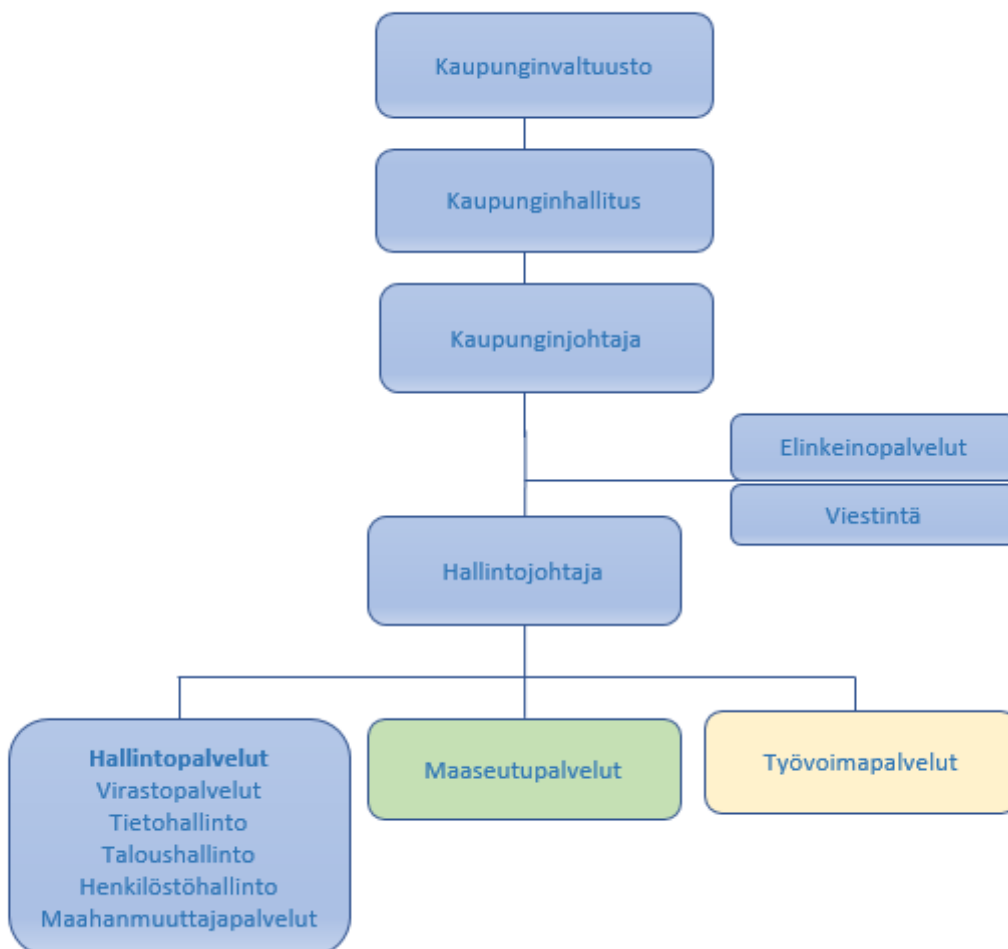 Kaupunginvaltuusto
Kaupunginhallitus
Kaupunginjohtaja
Elinkeinopalvelut
Viestintä
Hallintojohtaja
Hallintopalvelut
Virastopalvelut
Tietohallinto
Taloushallinto
Henkilöstöhallinto
Maahanmuuttajapalvelut
Maaseutupalvelut
Työvoimapalvelut